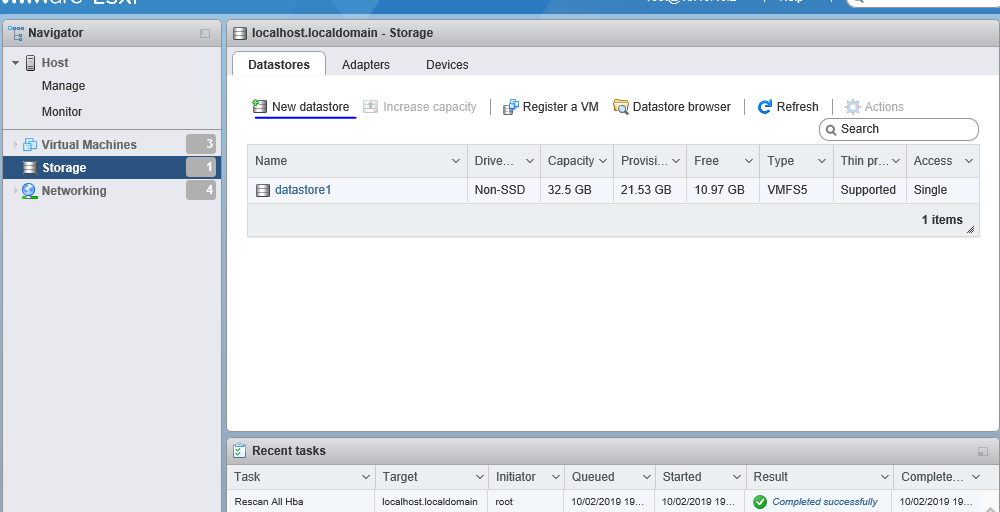 Navigator
localhost.localdomain - Storage
Host
Manage
Monitor
Virtual Machines 3
Storage 1
Networking 4
Datastores Adapters Devices
New datastore Increase capacity Register a VM Datastore browser Refresh Actions
Search
Name Drive... Capacity Provisi... Free Type Thin pr... Access
datastore1 Non-SSD 32.5 GB 21.53 GB 10.97 GB VMFS5 Supported Single
1 items
Recent tasks
Task Target Initiator Queued Started Result Complete...
Rescan All Hba localhost.localdomain root 10/02/2019 19... 10/02/2019 19... Completed successfully 10/02/2019 19...